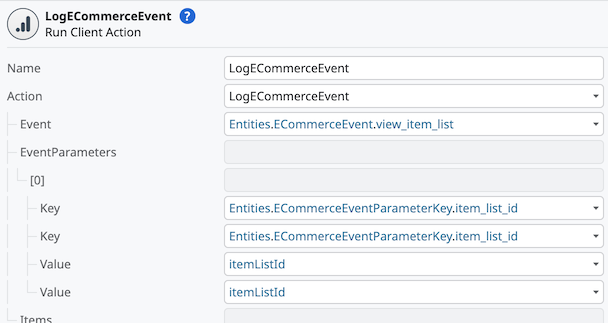 LogECommerceEvent ?
Run Client Action
Name LogECommerceEvent
Action LogECommerceEvent
Event Entities.ECommerceEvent.view_item_list
EventParameters
[0]
Key Entities.ECommerceEventParameterKey.item_list_id
Key Entities.ECommerceEventParameterKey.item_list_id
Value itemListId
Value itemListId
Items